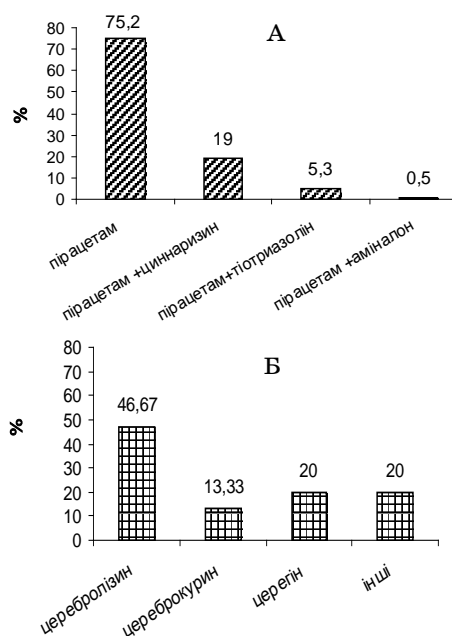 А
75,2
80
70
60
50
40
30
20
10
0
%
19
5,3
0,5
пірацетам
пірацетам +циннаризин
пірацетам+тіотриазолін
пірацетам +аміналон
Б
80
70
60
50
40
30
20
10
0
%
46,67
13,33
20
20
церебролізин
цереброкурин
церегін
інші